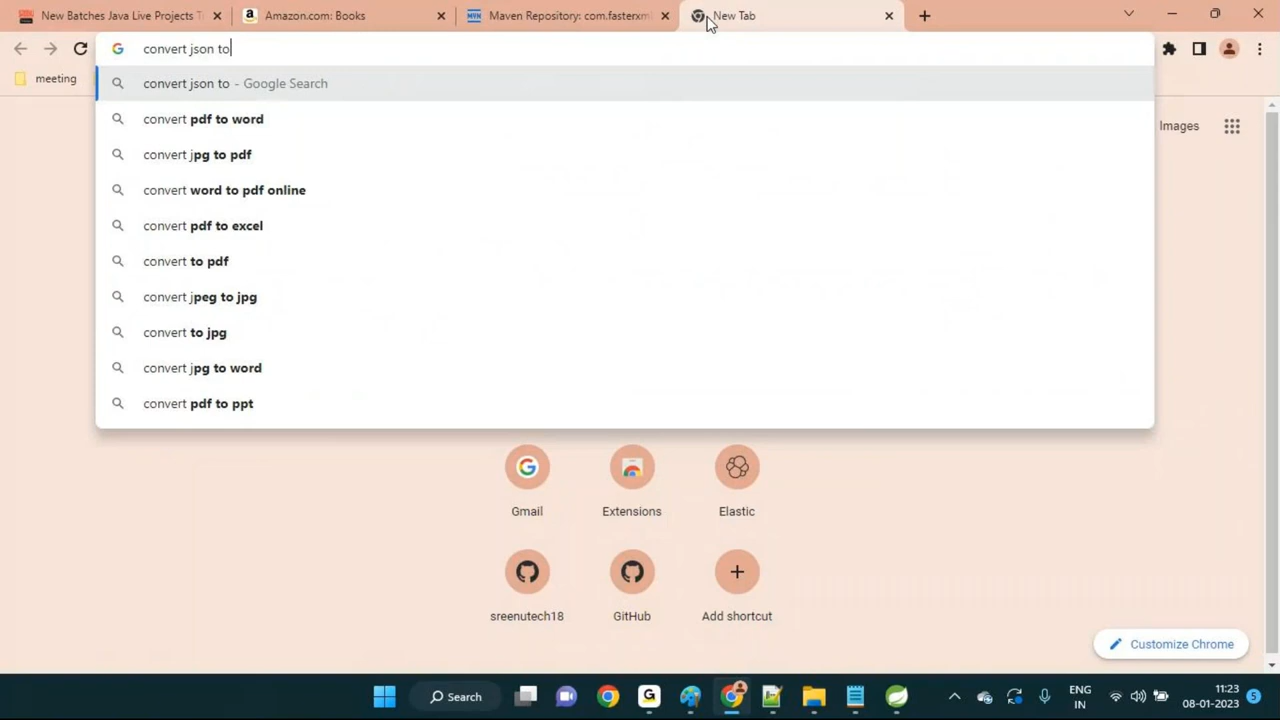 New Batches Java Live Projects T
Amazon.com: Books
Maven Repository: com.fasterxml
New Tab
convert json to
meeting
convert json to - Google Search
convert pdf to word
convert jpg to pdf
convert word to pdf online
convert pdf to excel
convert to pdf
convert jpeg to jpg
convert to jpg
convert jpg to word
convert pdf to ppt
Images
Gmail
Extensions
Elastic
sreenutech18
GitHub
Add shortcut
Customize Chrome
Search
ENG
IN
11:23
08-01-2023
5